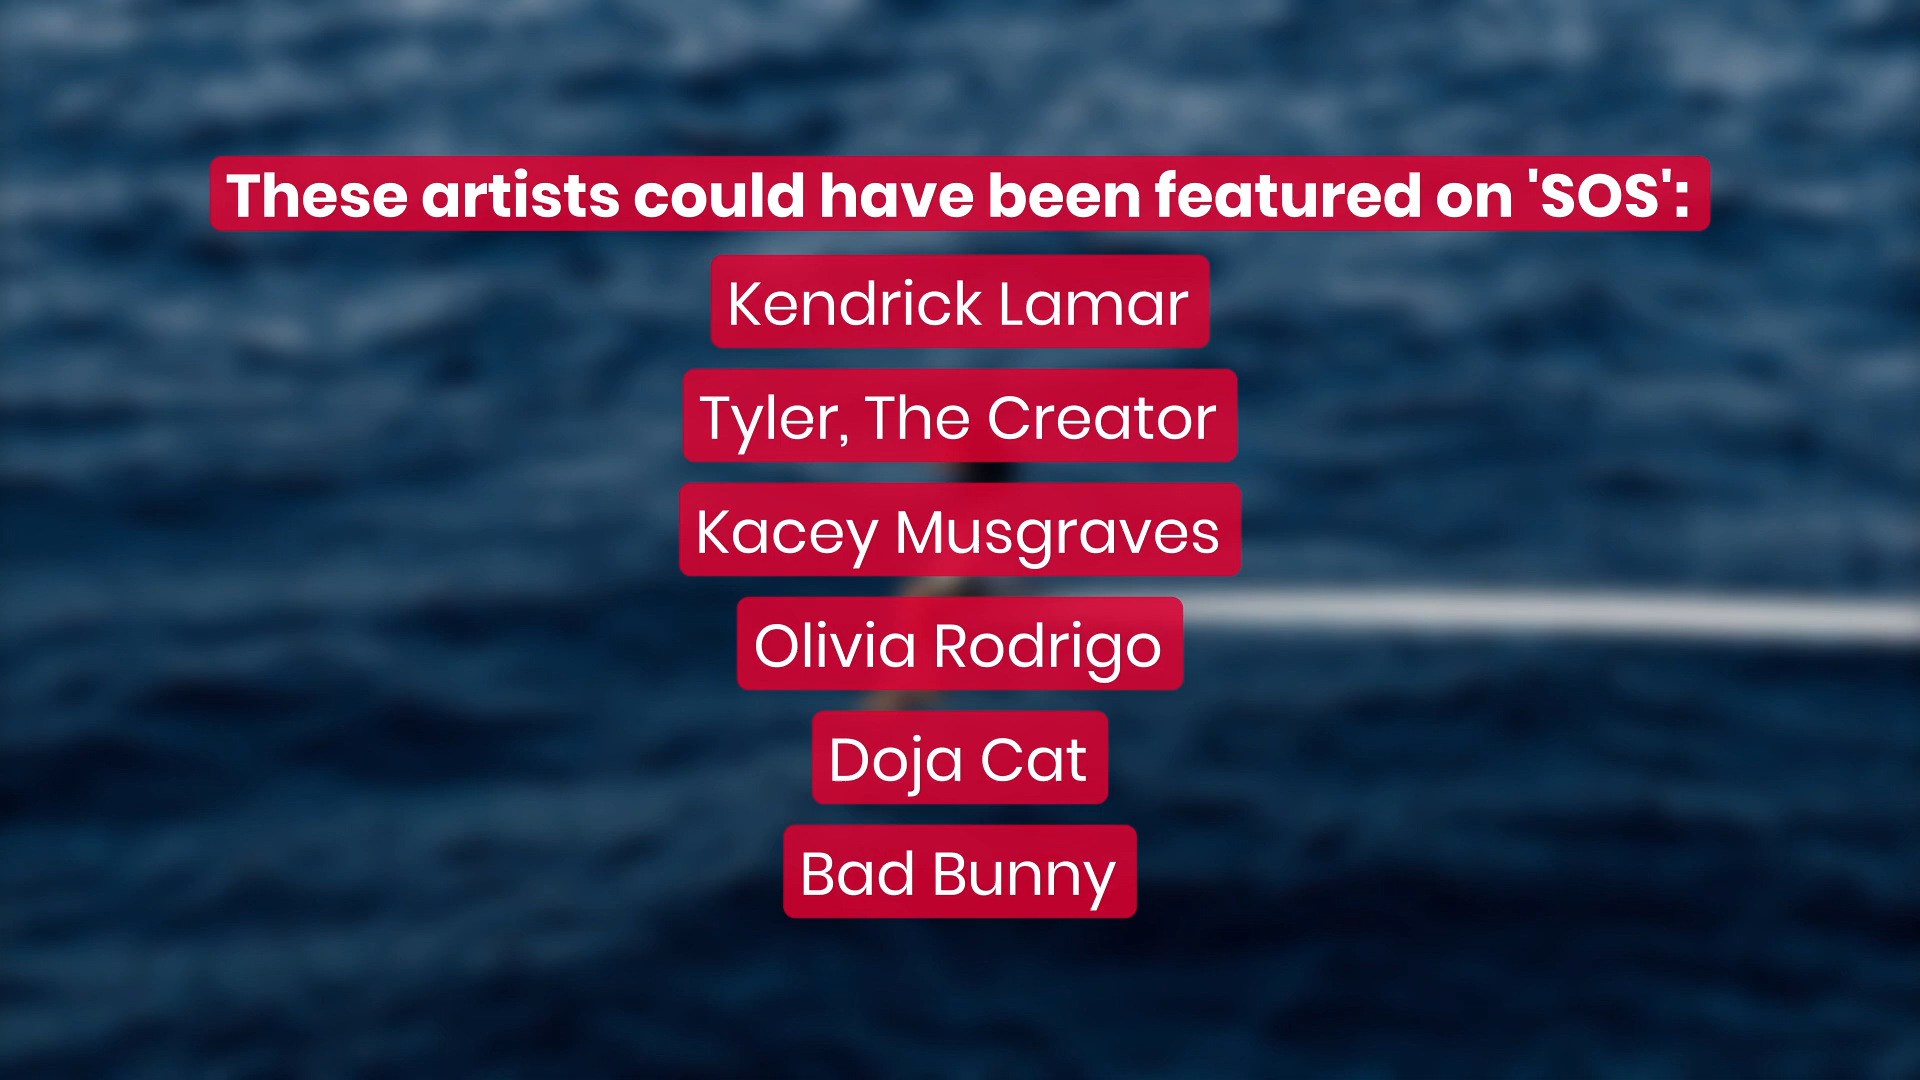 These artists could have been featured on 'SOS':
Kendrick Lamar
Tyler, The Creator
Kacey Musgraves
Olivia Rodrigo
Doja Cat
Bad Bunny